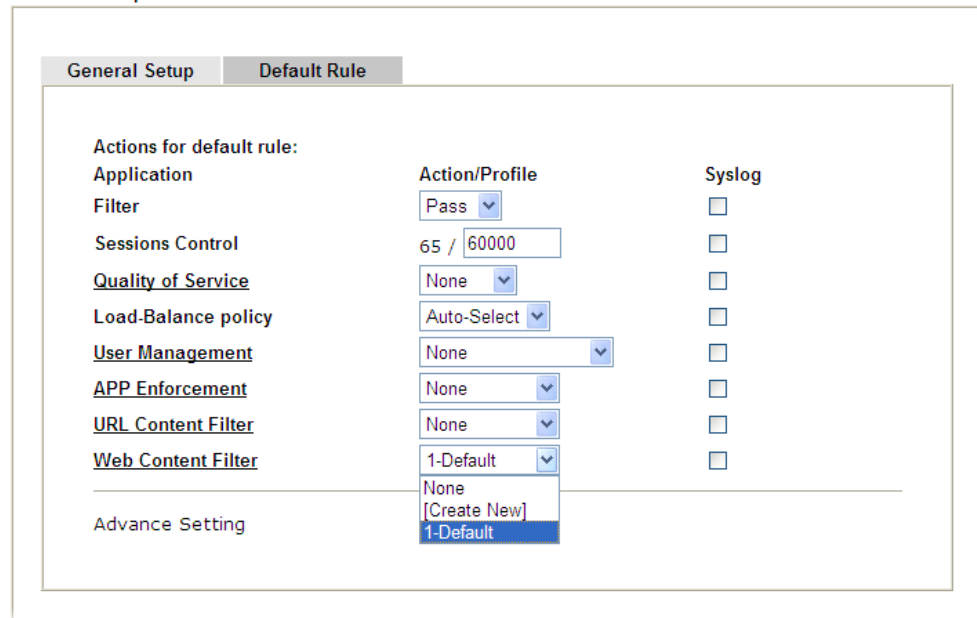 General Setup Default Rule
Actions for default rule:
Application Action/Profile Syslog
Filter Pass
Sessions Control 65 / 60000
Quality of Service None
Load-Balance policy Auto-Select
User Management None
APP Enforcement None
URL Content Filter None
Web Content Filter 1-Default
None
[Create New]
Advance Setting
1-Default